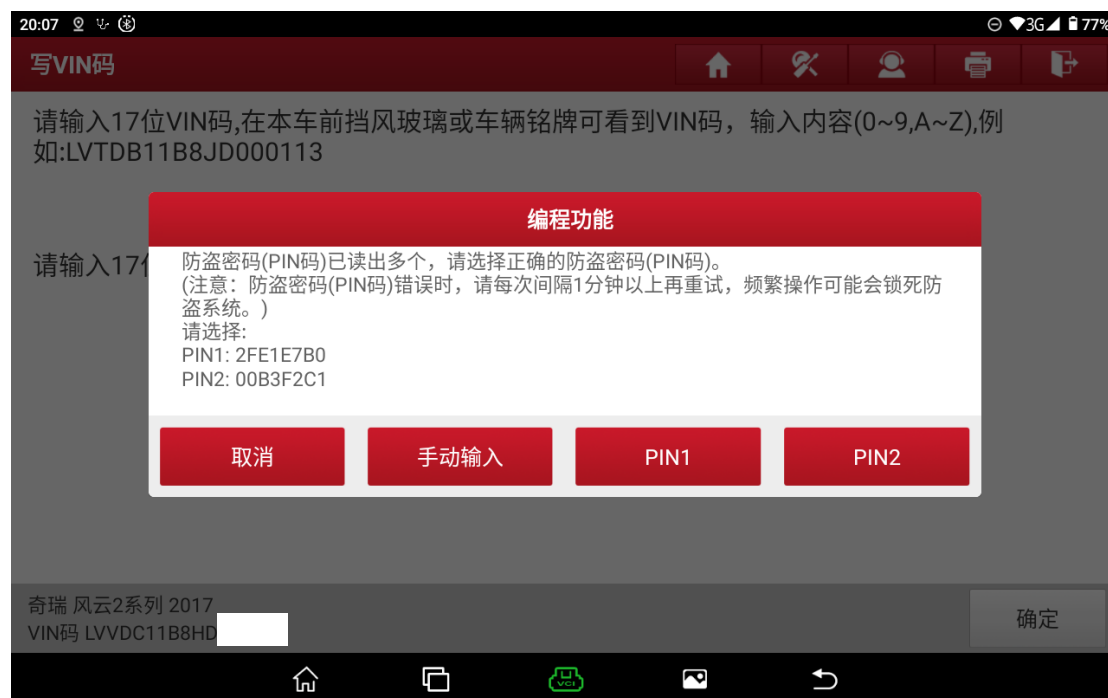 20:07
3G 77%
写VIN码
请输入17位VIN码,在本车前挡风玻璃或车辆铭牌可看到VIN码，输入内容(0~9,A~Z),例
如:LVTDB11B8JD000113
请输入17
编程功能
防盗密码(PIN码)已读出多个，请选择正确的防盗密码(PIN码)。
(注意：防盗密码(PIN码)错误时，请每次间隔1分钟以上再重试，频繁操作可能会锁死防
盗系统。)
请选择:
PIN1: 2FE1E7B0
PIN2: 00B3F2C1
取消 手动输入 PIN1 PIN2
奇瑞 风云2系列 2017
VIN码 LVVDC11B8HD
确定
VCI